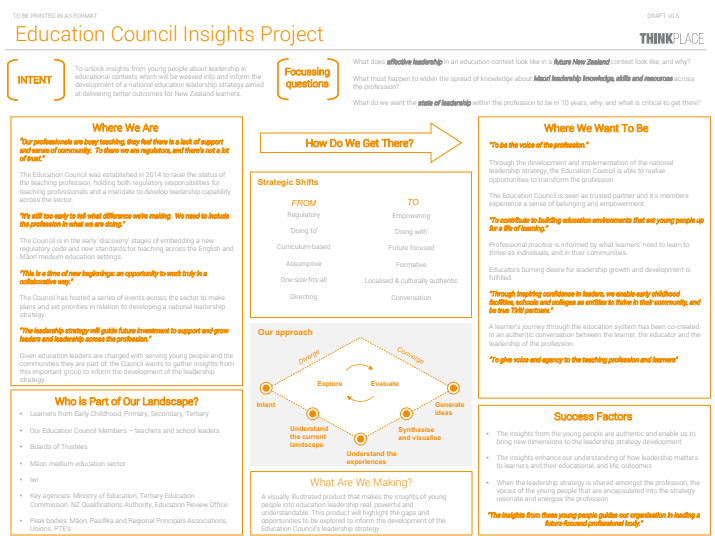 TO BE PRINTED IN A3 FORMAT
DRAFT v0.5
Education Council Insights Project
THINKPLACE
INTENT
To unlock insights from young people about leadership in
educational contexts which will be weaved into and inform the
development of a national education leadership strategy aimed
at delivering better outcomes for New Zealand learners.
Focussing
questions
What does effective leadership in an education context look like in a future New Zealand context look like, and why?
What must happen to widen the spread of knowledge about Maori leadership knowledge, skills and resources across
the profession?
What do we want the state of leadership within the profession to be in 10 years, why, and what is critical to get there?
Where We Are
"Our professionals are busy teaching, they feel there is a lack of support
and sense of community. To them we are regulators, and there's not a lot
of trust."
The Education Council was established in 2014 to raise the status of
the teaching profession, holding both regulatory responsibilities for
teaching professionals and a mandate to develop leadership capability
across the sector.
"It's still too early to tell what difference we're making. We need to include
the profession in what we are doing."
The Council is in the early 'discovery' stages of embedding a new
regulatory code and new standards for teaching across the English and
Māori medium education settings.
"This is a time of new beginnings: an opportunity to work truly in a
collaborative way."
The Council has hosted a series of events across the sector to make
plans and set priorities in relation to developing a national leadership
strategy.
"The leadership strategy will guide future investment to support and grow
leaders and leadership across the profession."
Given education leaders are charged with serving young people and the
communities they are part of, the Council wants to gather insights from
this important group to inform the development of the leadership
strategy.
Who is Part of Our Landscape?
• Learners from Early Childhood, Primary, Secondary, Tertiary
• Our Education Council Members – teachers and school leaders
• Boards of Trustees
• Māori medium education sector
• Iwi
• Key agencies: Ministry of Education, Tertiary Education
Commission, NZ Qualifications Authority, Education Review Office
• Peak bodies: Māori, Pasifika and Regional Principals Associations,
Unions, PTE's
How Do We Get There?
Strategic Shifts
FROM TO
Regulatory Empowering
'Doing to' 'Doing with'
Curriculum-based Future focused
Assumptive Formative
One-size-fits-all Localised & culturally authentic
Directing Conversation
Our approach
Diverge
Converge
Explore
Evaluate
Intent
Generate
ideas
Understand
the current
landscape
Synthesise
and visualise
Understand the
experiences
What Are We Making?
A visually illustrated product that makes the insights of young
people into education leadership real, powerful and
understandable. This product will highlight the gaps and
opportunities to be explored to inform the development of the
Education Council's leadership strategy.
Where We Want To Be
"To be the voice of the profession."
Through the development and implementation of the national
leadership strategy, the Education Council is able to realise
opportunities to transform the profession.
The Education Council is seen as trusted partner and it's members
experience a sense of belonging and empowerment.
"To contribute to building education environments that set young people up
for a life of learning."
Professional practice is informed by what learners' need to learn to
thrive as individuals, and in their communities.
Educators burning desire for leadership growth and development is
fulfilled.
"Through inspiring confidence in leaders, we enable early childhood
facilities, schools and colleges as entities to thrive in their community, and
be true Tiriti partners."
A learner's journey through the education system has been co-created
in an authentic conversation between the learner, the educator and the
leadership of the profession.
"To give voice and agency to the teaching profession and learners"
Success Factors
• The insights from the young people are authentic and enable us to
bring new dimensions to the leadership strategy development
• The insights enhance our understanding of how leadership matters
to learners and their educational, and life, outcomes
• When the leadership strategy is shared amongst the profession, the
voices of the young people that are encapsulated into the strategy
resonate and energise the profession
"The insights from these young people guides our organisation in leading a
future-focused professional body."